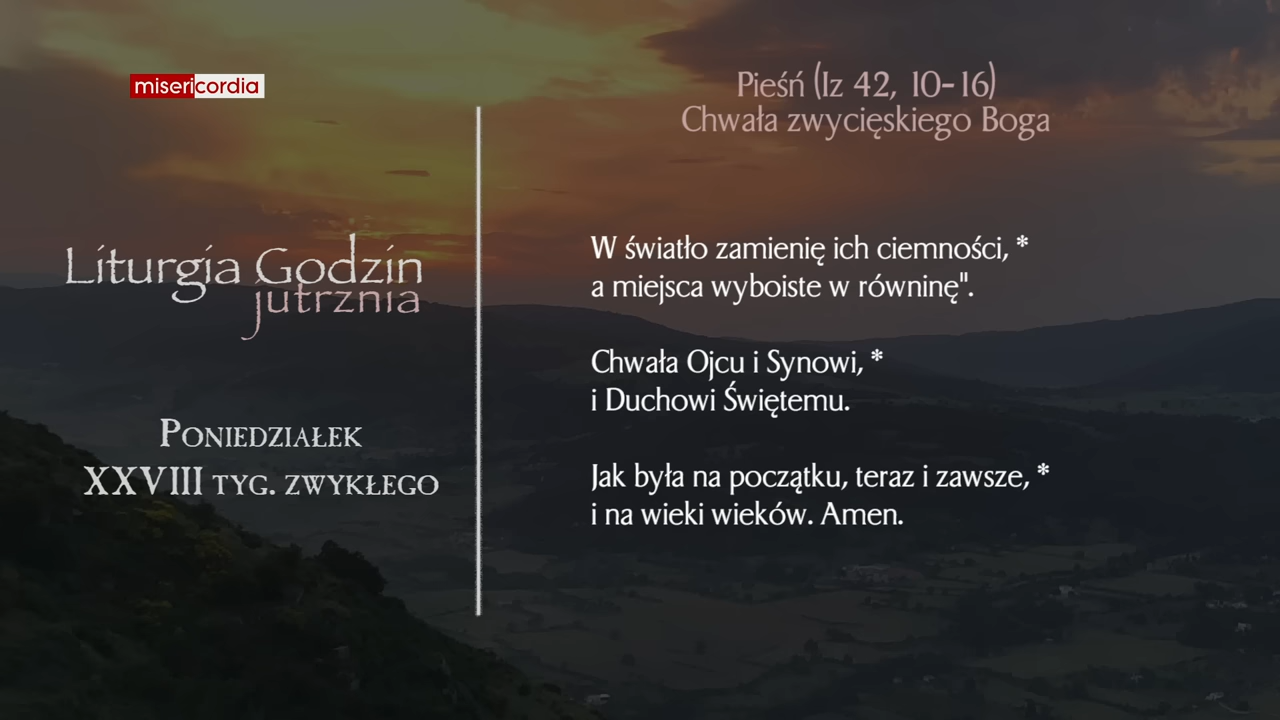 misericordia
Liturgia Godzin
jutrznia
Poniedziałek
XXVIII tyg. zwykłego
Pieśń (Iz 42, 10-16)
Chwała zwycięskiego Boga
W światło zamienię ich ciemności, *
a miejsca wyboiste w równinę".
Chwała Ojcu i Synowi, *
i Duchowi Świętemu.
Jak była na początku, teraz i zawsze, *
i na wieki wieków. Amen.